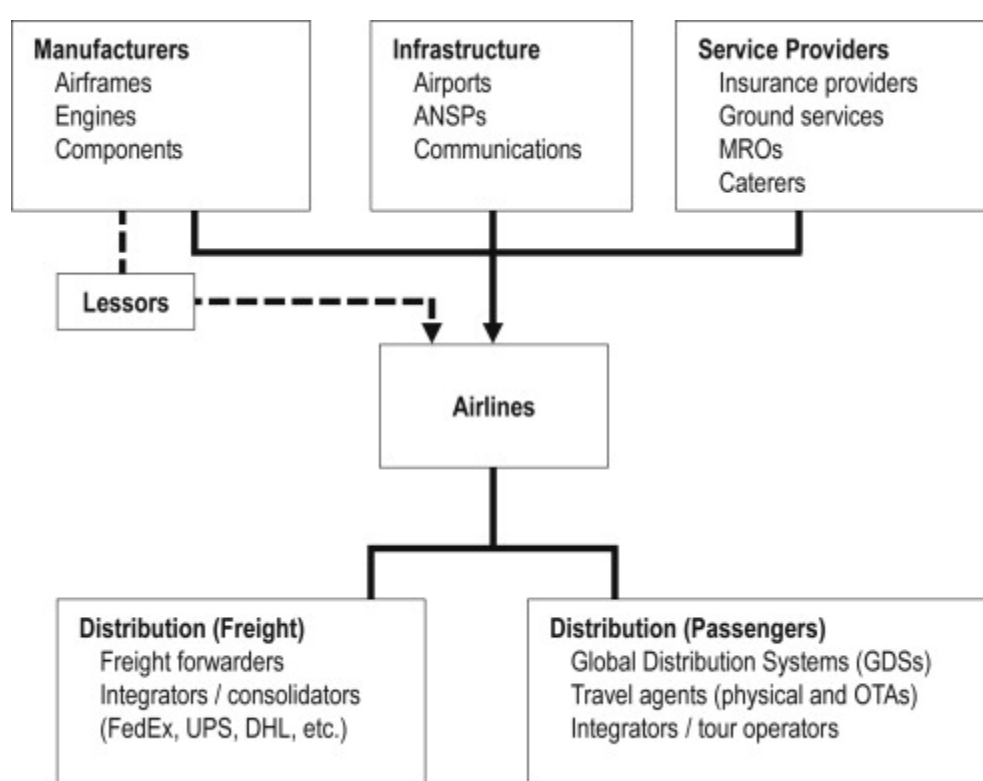 Manufacturers
Airframes
Engines
Components
Infrastructure
Airports
ANSPs
Communications
Service Providers
Insurance providers
Ground services
MROs
Caterers
Lessors
Airlines
Distribution (Freight)
Freight forwarders
Integrators / consolidators
(FedEx, UPS, DHL, etc.)
Distribution (Passengers)
Global Distribution Systems (GDSs)
Travel agents (physical and OTAs)
Integrators / tour operators